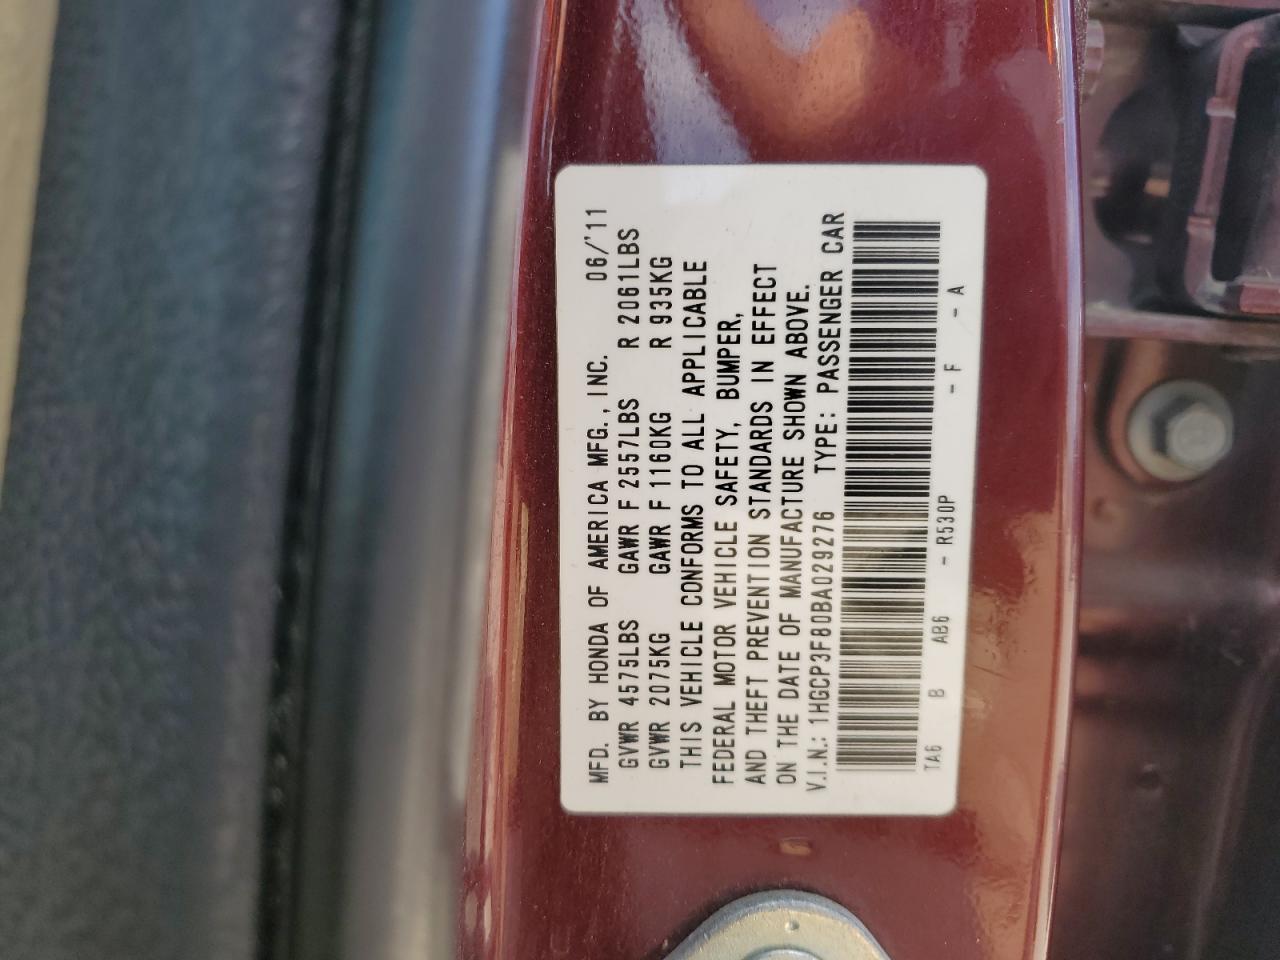 MFD. BY HONDA OF AMERICA MFG., INC. 06/'11
GVWR 4575LBS GAWR F 2557LBS R 2061LBS
GVWR 2075KG GAWR F 1160KG R 935KG
THIS VEHICLE CONFORMS TO ALL APPLICABLE
FEDERAL MOTOR VEHICLE SAFETY, BUMPER,
AND THEFT PREVENTION STANDARDS IN EFFECT
ON THE DATE OF MANUFACTURE SHOWN ABOVE.
V.I.N.: 1HGCP3F80BA029276 TYPE: PASSENGER CAR
TA6 B AB6 - R530P - F - A